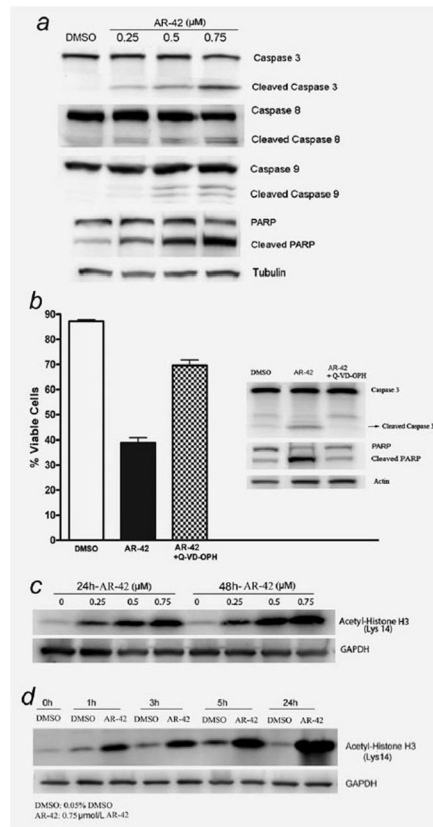 a
AR-42 (μM)
DMSO 0.25 0.5 0.75
Caspase 3
Cleaved Caspase 3
Caspase 8
Cleaved Caspase 8
Caspase 9
Cleaved Caspase 9
PARP
Cleaved PARP
Tubulin
b
% Viable Cells
90
80
70
60
50
40
30
20
10
0
DMSO AR-42 AR-42
+Q-VD-OPH
DMSO AR-42 AR-42
+Q-VD-OPH
Caspase 3
Cleaved Caspase 3
PARP
Cleaved PARP
Actin
c
24h-AR-42 (μM) 48h-AR-42 (μM)
0 0.25 0.5 0.75 0 0.25 0.5 0.75
Acetyl-Histone H3
(Lys 14)
GAPDH
d
0h 1h 3h 5h 24h
DMSO DMSO AR-42 DMSO AR-42 DMSO AR-42 DMSO AR-42
Acetyl-Histone H3
(Lys14)
GAPDH
DMSO: 0.05% DMSO
AR-42: 0.75 μmol/L AR-42